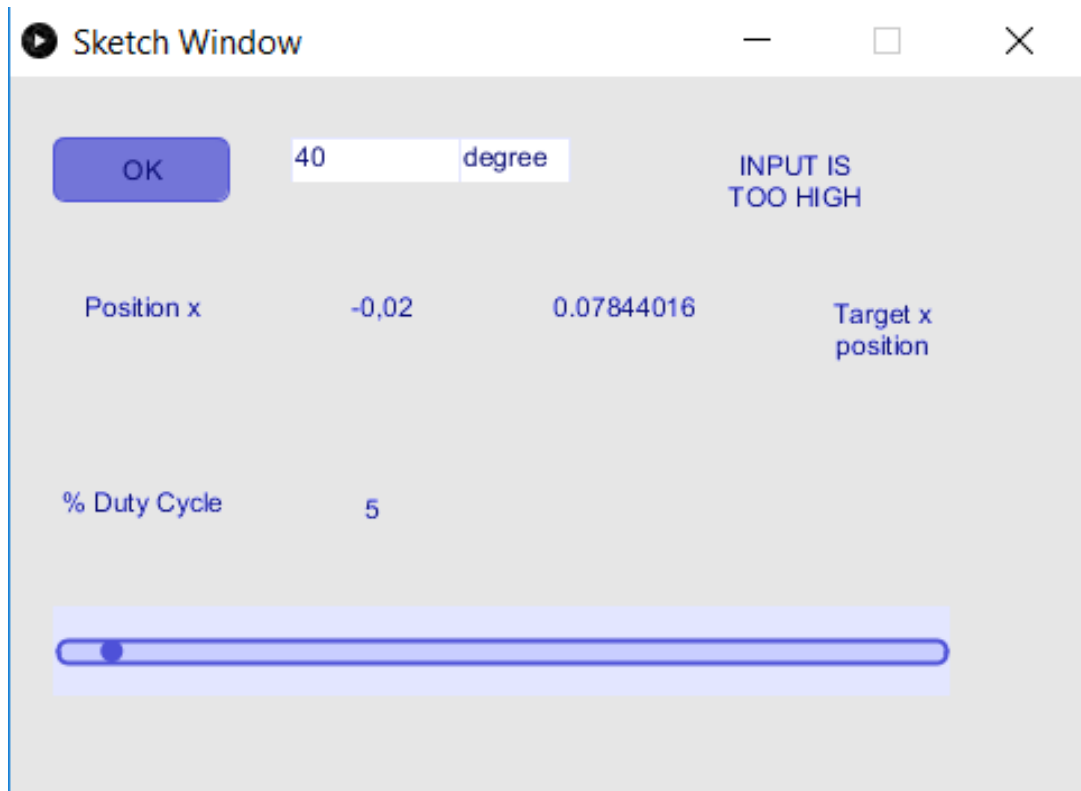 Sketch Window
OK
40
degree
INPUT IS
TOO HIGH
Position x
-0,02
0.07844016
Target x
position
% Duty Cycle
5